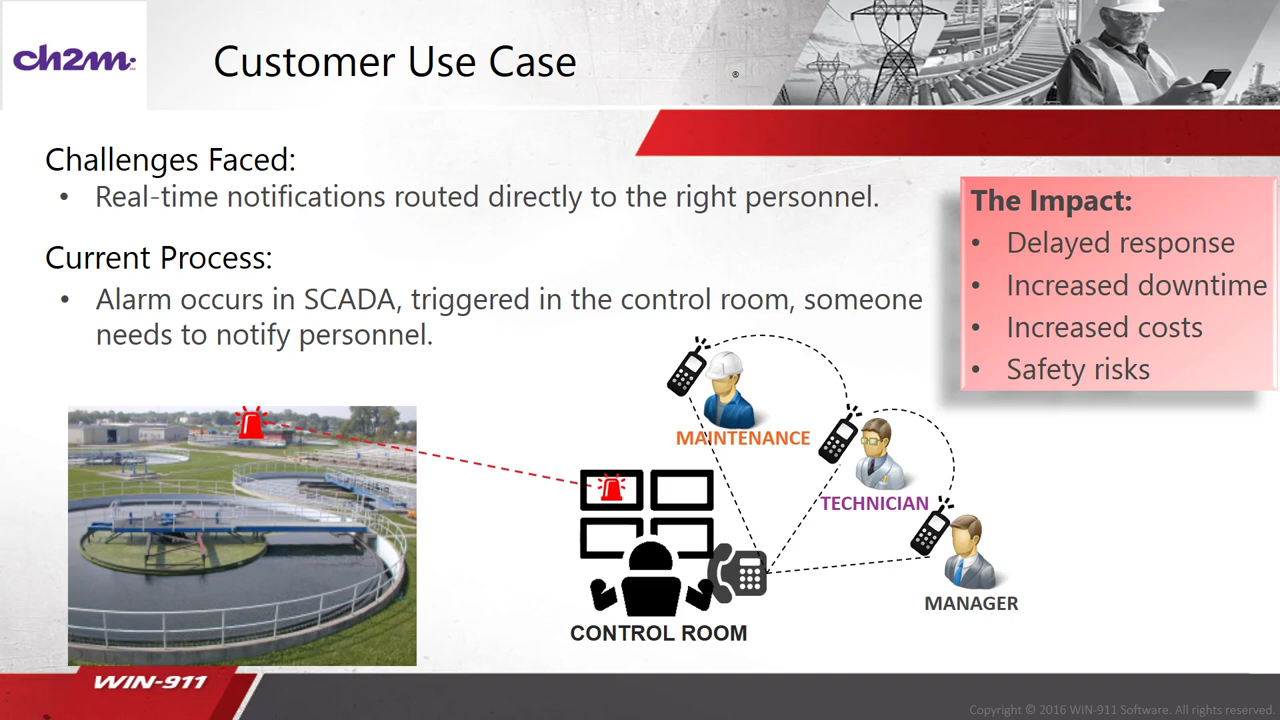 ch2m:
Customer Use Case
®
Challenges Faced:
• Real-time notifications routed directly to the right personnel.
Current Process:
• Alarm occurs in SCADA, triggered in the control room, someone
needs to notify personnel.
The Impact:
• Delayed response
• Increased downtime
• Increased costs
• Safety risks
MAINTENANCE
TECHNICIAN
MANAGER
CONTROL ROOM
WIN-911
Copyright © 2016 WIN-911 Software. All rights reserved.